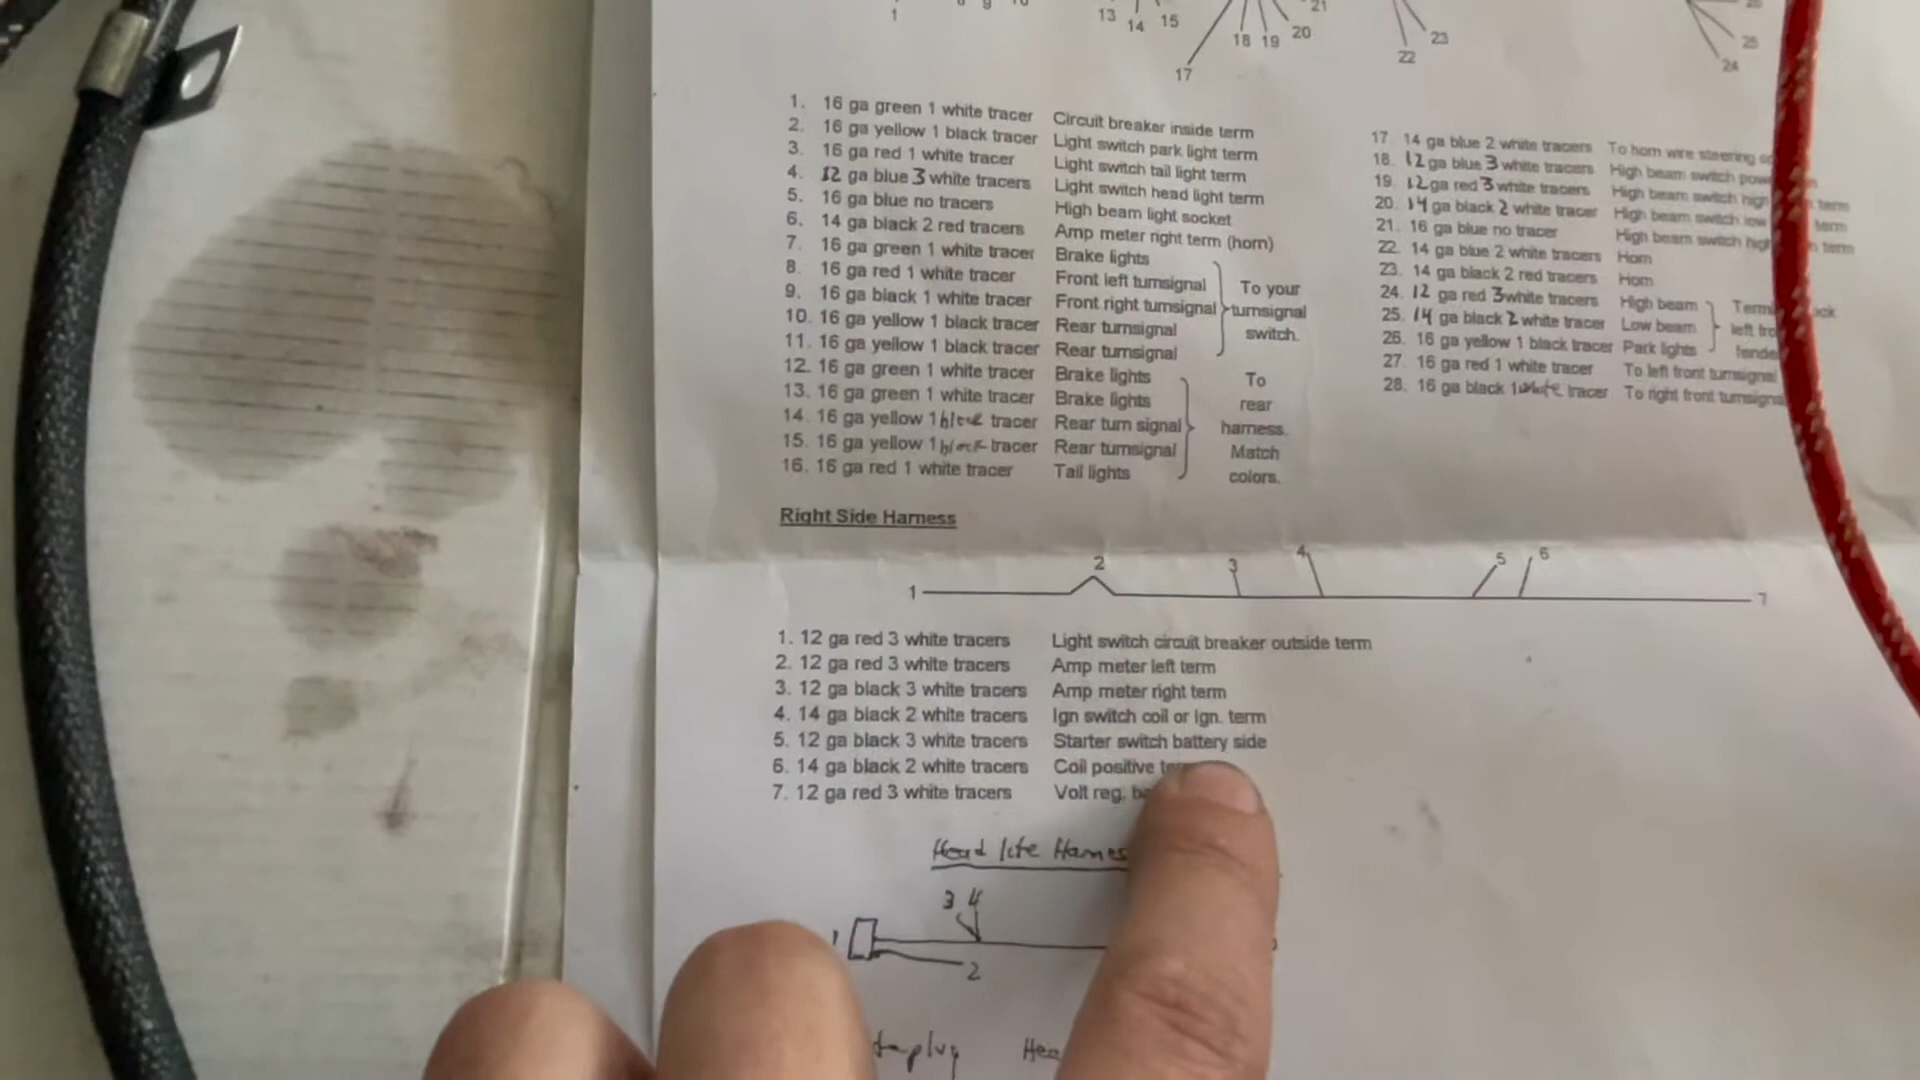 1
13 14 15
17
18 19 20
21
22
23
24
25
1. 16 ga green 1 white tracer Circuit breaker inside term
2. 16 ga yellow 1 black tracer Light switch park light term
3. 16 ga red 1 white tracer Light switch tail light term
4. 12 ga blue 3 white tracers Light switch head light term
5. 16 ga blue no tracers High beam light socket
6. 14 ga black 2 red tracers Amp meter right term (horn)
7. 16 ga green 1 white tracer Brake lights
8. 16 ga red 1 white tracer Front left turnsignal
9. 16 ga black 1 white tracer Front right turnsignal
10. 16 ga yellow 1 black tracer Rear turnsignal
11. 16 ga yellow 1 black tracer Rear turnsignal
To your
turnsignal
switch.
12. 16 ga green 1 white tracer Brake lights
13. 16 ga green 1 white tracer Brake lights
14. 16 ga yellow 1 black tracer Rear turn signal
15. 16 ga yellow 1 black tracer Rear turnsignal
16. 16 ga red 1 white tracer Tail lights
To
rear
harness.
Match
colors.
17 14 ga blue 2 white tracers To horn wire steering
18. 12 ga blue 3 white tracers High beam switch
19. 12 ga red 3 white tracers High beam switch term
20. 14 ga black 2 white tracer High beam switch low term
21. 16 ga blue no tracer High beam switch term
22. 14 ga blue 2 white tracers Horn
23. 14 ga black 2 red tracers Horn
24. 12 ga red 3 white tracers High beam
25. 14 ga black 2 white tracer Low beam
26. 16 ga yellow 1 black tracer Park lights
left
27. 16 ga red 1 white tracer To left front turnsignal
28. 16 ga black 1 white tracer To right front
Right Side Harness
1 2 3 4 5 6 7
1. 12 ga red 3 white tracers Light switch circuit breaker outside term
2. 12 ga red 3 white tracers Amp meter left term
3. 12 ga black 3 white tracers Amp meter right term
4. 14 ga black 2 white tracers Ign switch coil or Ign. term
5. 12 ga black 3 white tracers Starter switch battery side
6. 14 ga black 2 white tracers Coil positive
7. 12 ga red 3 white tracers Volt reg.
Head lite
3 4
1
2